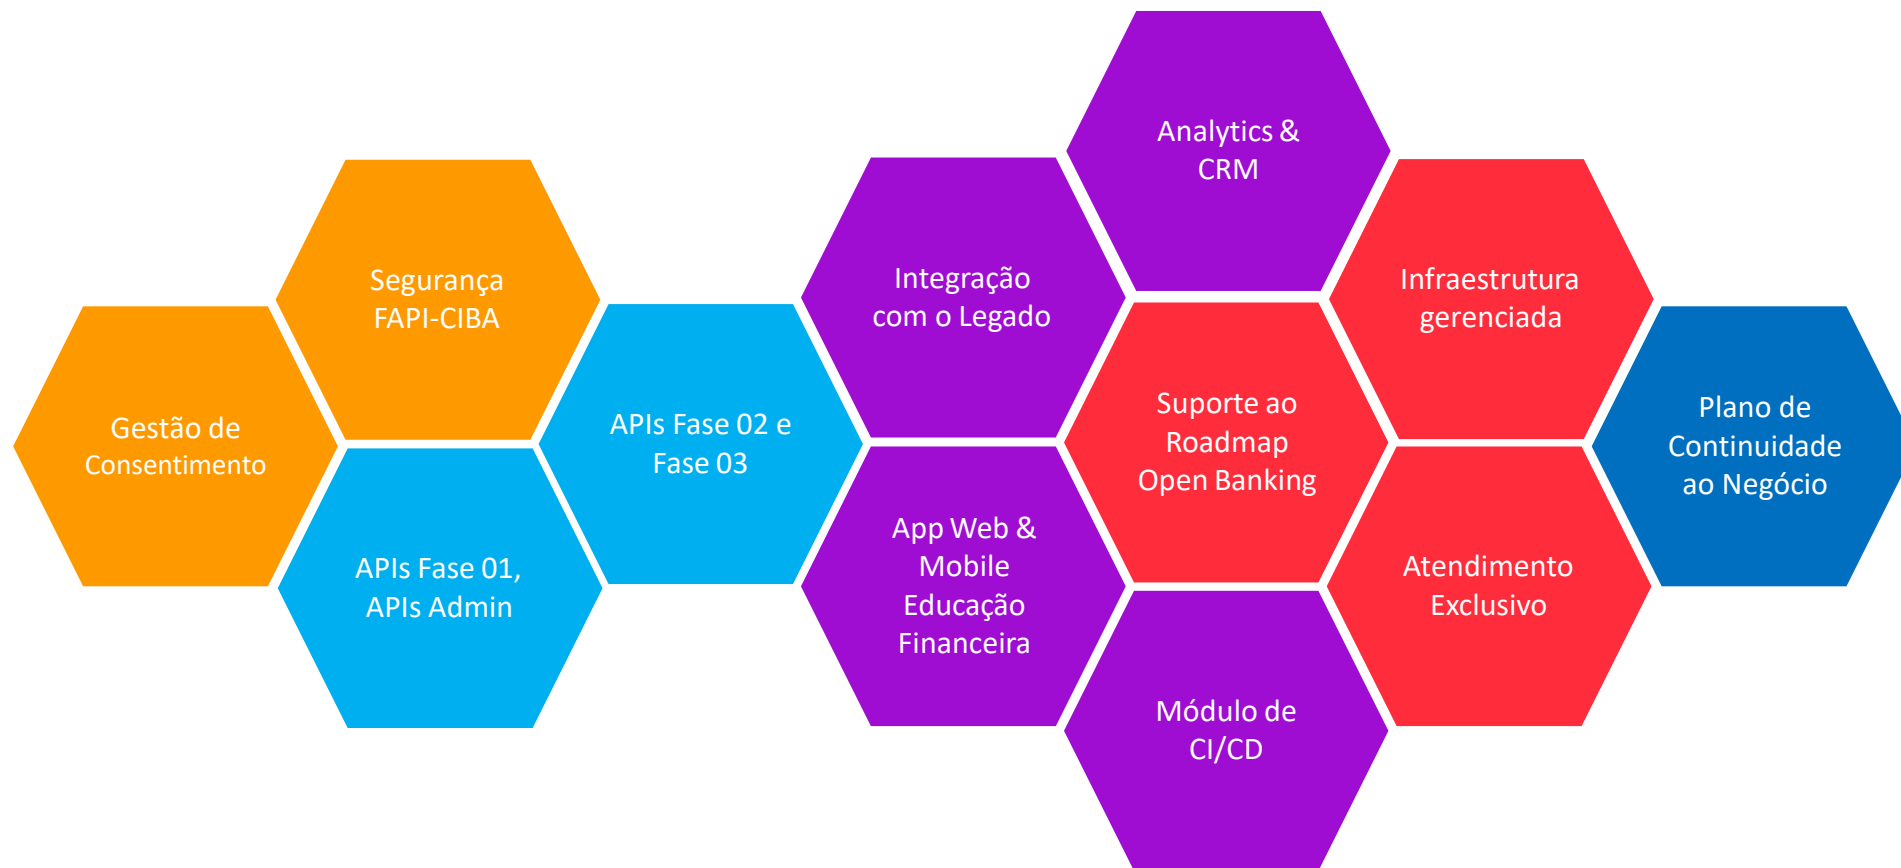 Gestão de
Consentimento
Segurança
FAPI-CIBA
APIs Fase 01,
APIs Admin
APIs Fase 02 e
Fase 03
Integração
com o Legado
App Web &
Mobile
Educação
Financeira
Analytics &
CRM
Suporte ao
Roadmap
Open Banking
Módulo de
CI/CD
Infraestrutura
gerenciada
Atendimento
Exclusivo
Plano de
Continuidade
ao Negócio